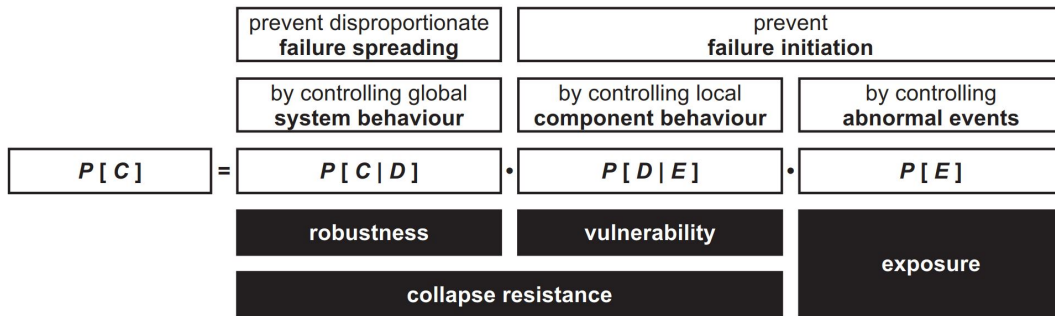 prevent disproportionate
failure spreading
prevent
failure initiation
by controlling global
system behaviour
by controlling local
component behaviour
by controlling
abnormal events
P [ C ] = P [ C | D ] • P [ D | E ] • P [ E ]
robustness
vulnerability
exposure
collapse resistance